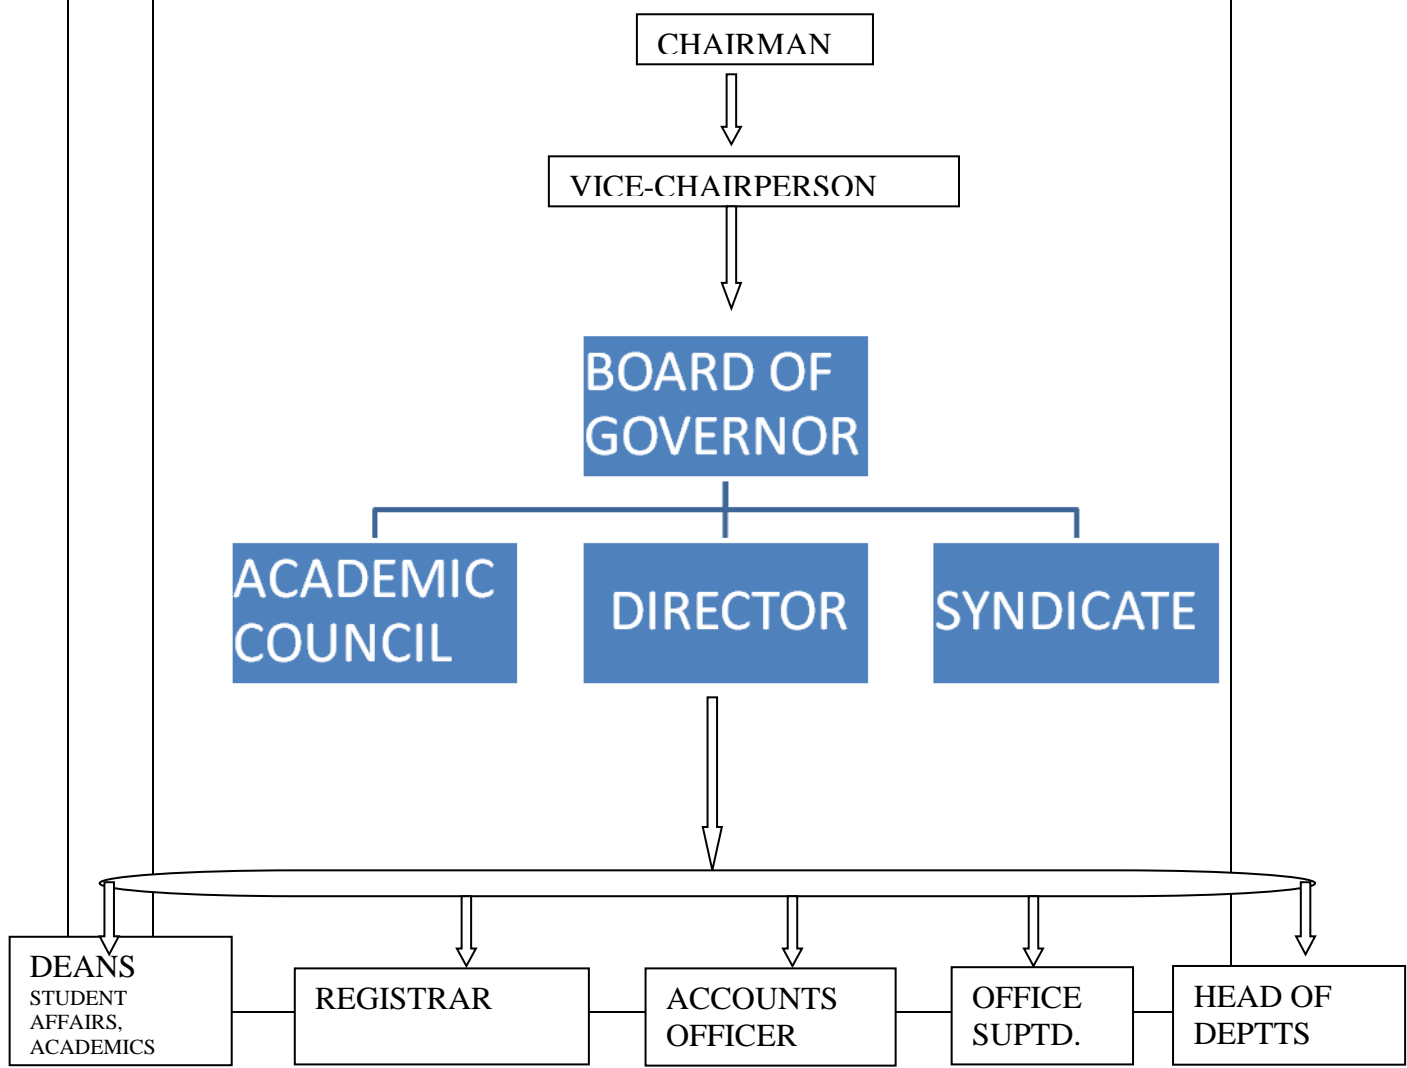 CHAIRMAN
VICE-CHAIRPERSON
BOARD OF
GOVERNOR
ACADEMIC
COUNCIL
DIRECTOR
SYNDICATE
DEANS
STUDENT
AFFAIRS,
ACADEMICS
REGISTRAR
ACCOUNTS
OFFICER
OFFICE
SUPTD.
HEAD OF
DEPTTS